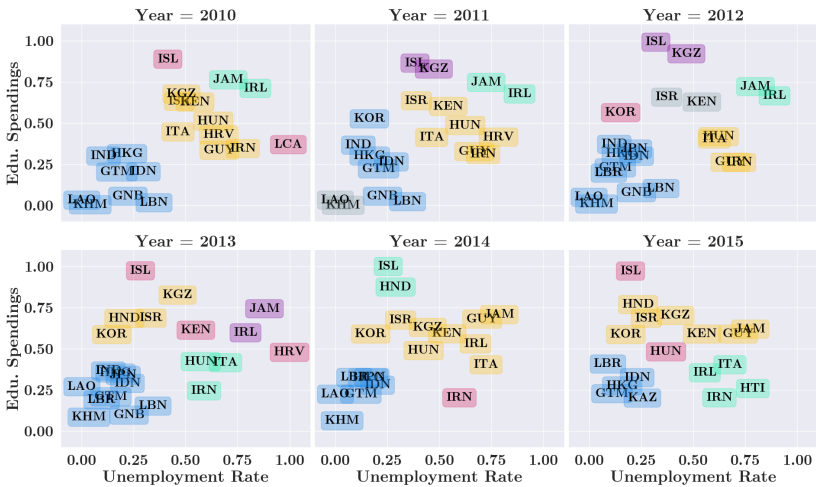 Year = 2010
Year = 2011
Year = 2012
Edu. Spendings
1.00
0.75
0.50
0.25
0.00
ISL
JAM
IRL
KGZ
KEN
HUN
ITA
HRV
GUY
IRN
LCA
IND
HKG
GTM
IDN
LAO
KHM
GNB
LBN
ISL
KGZ
JAM
IRL
ISR
KEN
KOR
HUN
ITA
HRV
IRN
IND
HKG
IDN
GTM
LAO
KHM
GNB
LBN
ISL
KGZ
JAM
IRL
ISR
KEN
KOR
HUN
ITA
IRN
IND
IDN
GTM
LBR
GNB
LBN
LAO
KHM
Year = 2013
Year = 2014
Year = 2015
Edu. Spendings
1.00
0.75
0.50
0.25
0.00
ISL
KGZ
HND
ISR
KOR
JAM
KEN
IRL
HRV
HUN
ITA
IRN
IND
JPN
IDN
LAO
GTM
LBR
KHM
GNB
LBN
ISL
HND
ISR
KGZ
KEN
KOR
GUY
JAM
HUN
IRL
ITA
IRN
LBR
JPN
IDN
LAO
GTM
KHM
ISL
HND
ISR
KGZ
KOR
KEN
GUY
JAM
HUN
LBR
IDN
HKG
GTM
KAZ
ITA
IRL
HTI
IRN
0.00 0.25 0.50 0.75 1.00
0.00 0.25 0.50 0.75 1.00
0.00 0.25 0.50 0.75 1.00
Unemployment Rate
Unemployment Rate
Unemployment Rate